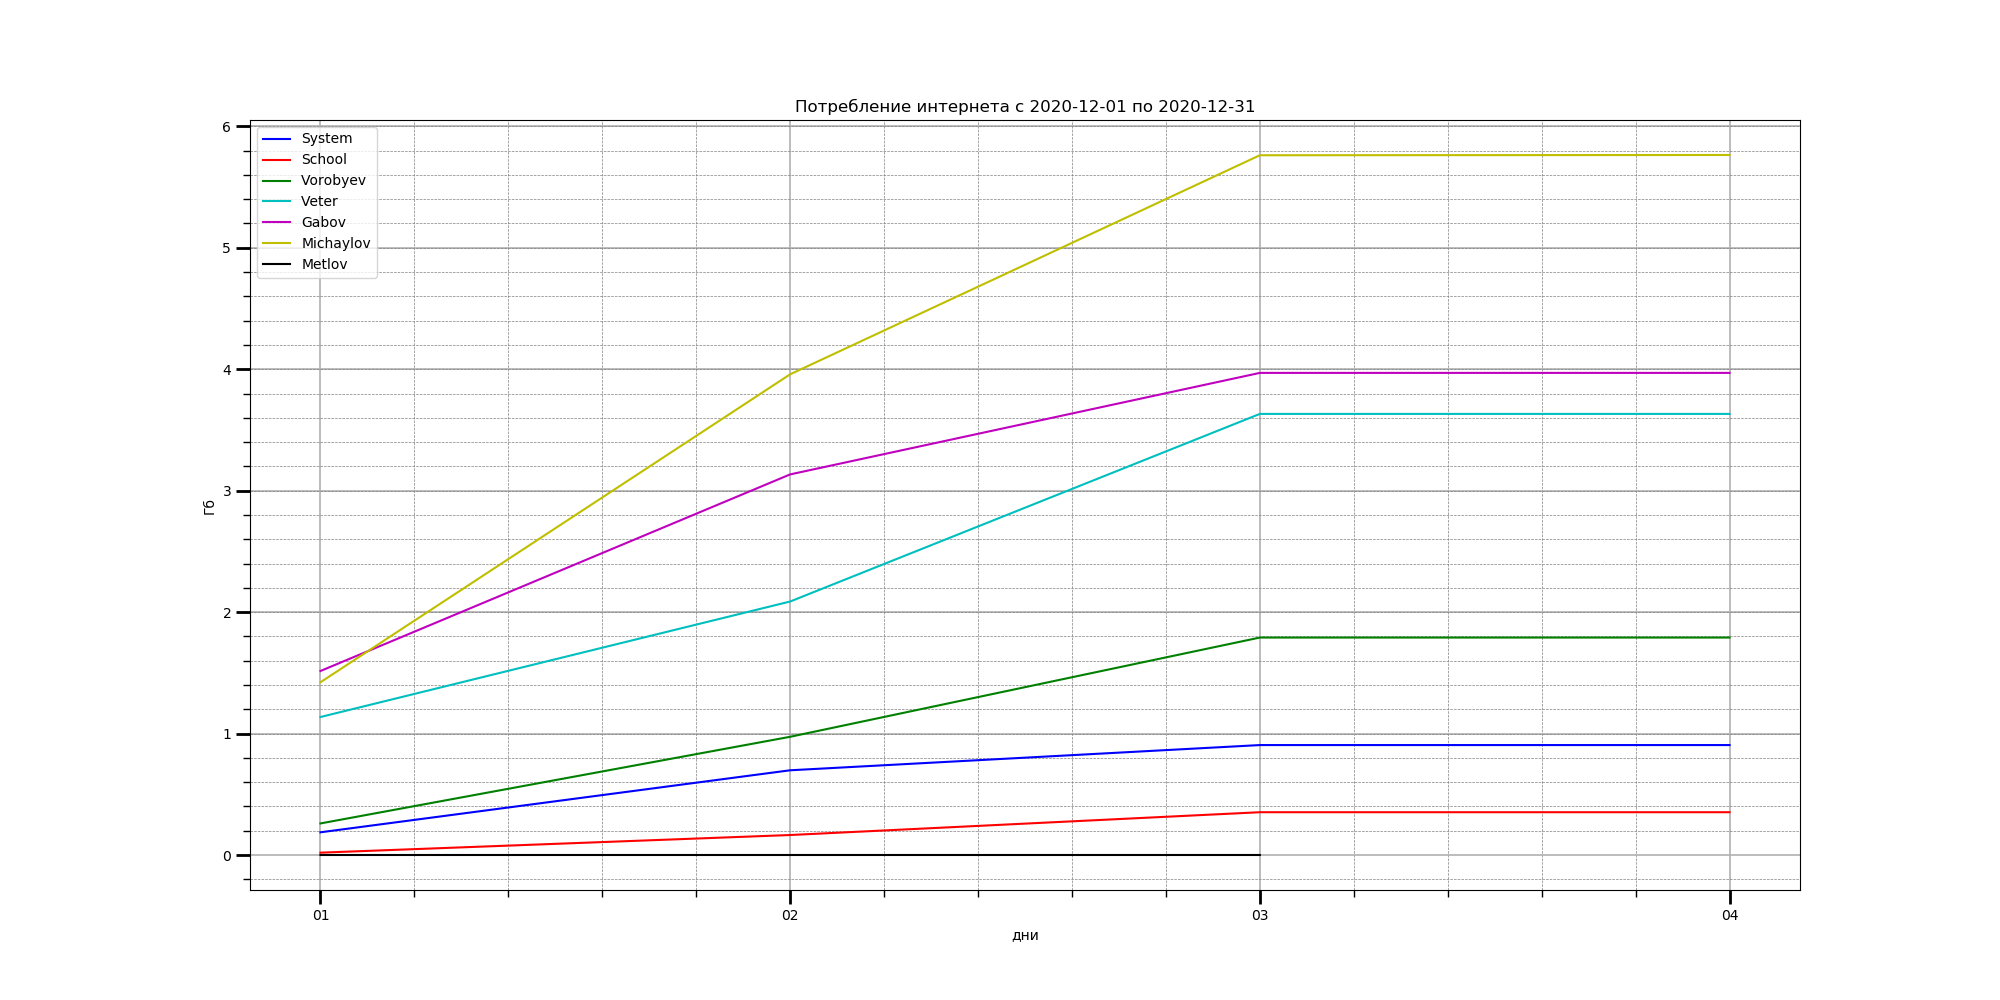 Потребление интернета с 2020-12-01 по 2020-12-31
6
5
4
3
2
1
0
Гб
System
School
Vorobyev
Veter
Gabov
Michaylov
Metlov
01 02 03 04
дни